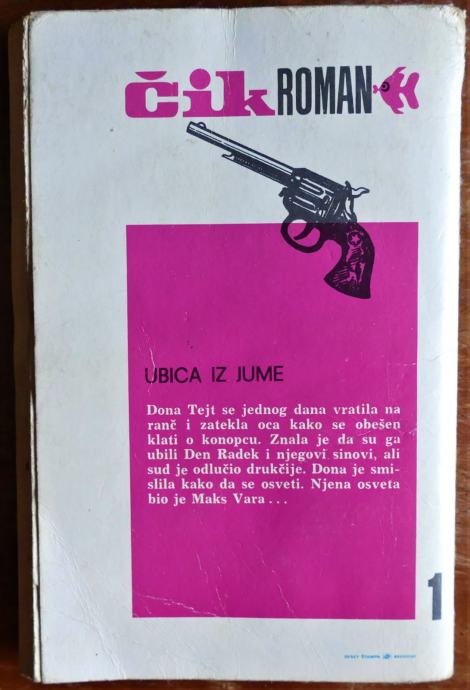 čik ROMAN
UBICA IZ JUME
Dona Tejt se jednog dana vratila na
ranč i zatekla oca kako se obešen
klati o konopcu. Znala je da su ga
ubili Den Radek i njegovi sinovi, ali
sud je odlučio drukčije. Dona je smi-
slila kako da se osveti. Njena osveta
bio je Maks Vara...
1
BEOGRAD